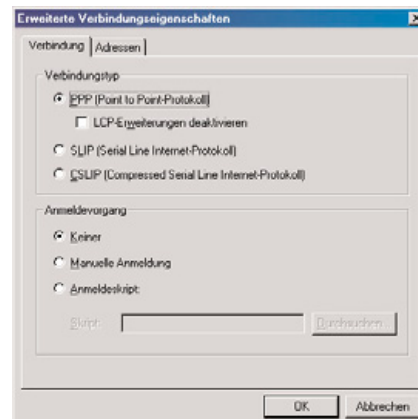 Erweiterte Verbindungseigenschaften
Verbindung Adressen
Verbindungstyp
PPP (Point to Point-Protokoll)
LCP-Erweiterungen deaktivieren
SLIP (Serial Line Internet-Protokoll)
CSLIP (Compressed Serial Line Internet-Protokoll)
Anmeldevorgang
Keiner
Manuelle Anmeldung
Anmeldeskript:
Skript: Durchsuchen...
OK Abbrechen